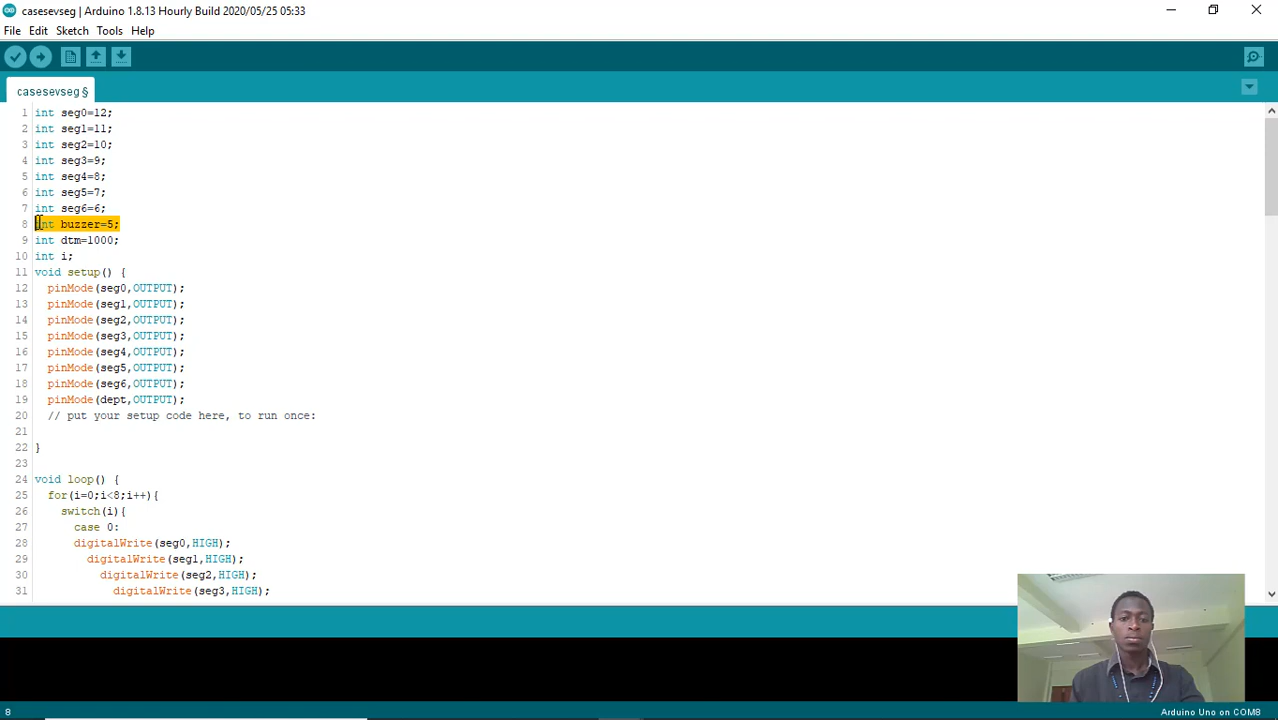 casesevseg | Arduino 1.8.13 Hourly Build 2020/05/25 05:33
File Edit Sketch Tools Help
casesevseg §
1 int seg0=12;
2 int seg1=11;
3 int seg2=10;
4 int seg3=9;
5 int seg4=8;
6 int seg5=7;
7 int seg6=6;
8 int buzzer=5;
9 int dtm=1000;
10 int i;
11 void setup() {
12 pinMode(seg0,OUTPUT);
13 pinMode(seg1,OUTPUT);
14 pinMode(seg2,OUTPUT);
15 pinMode(seg3,OUTPUT);
16 pinMode(seg4,OUTPUT);
17 pinMode(seg5,OUTPUT);
18 pinMode(seg6,OUTPUT);
19 pinMode(dept,OUTPUT);
20 // put your setup code here, to run once:
21
22 }
23
24 void loop() {
25 for(i=0;i<8;i++){
26 switch(i){
27 case 0:
28 digitalWrite(seg0,HIGH);
29 digitalWrite(seg1,HIGH);
30 digitalWrite(seg2,HIGH);
31 digitalWrite(seg3,HIGH);
8 Arduino Uno on COM8